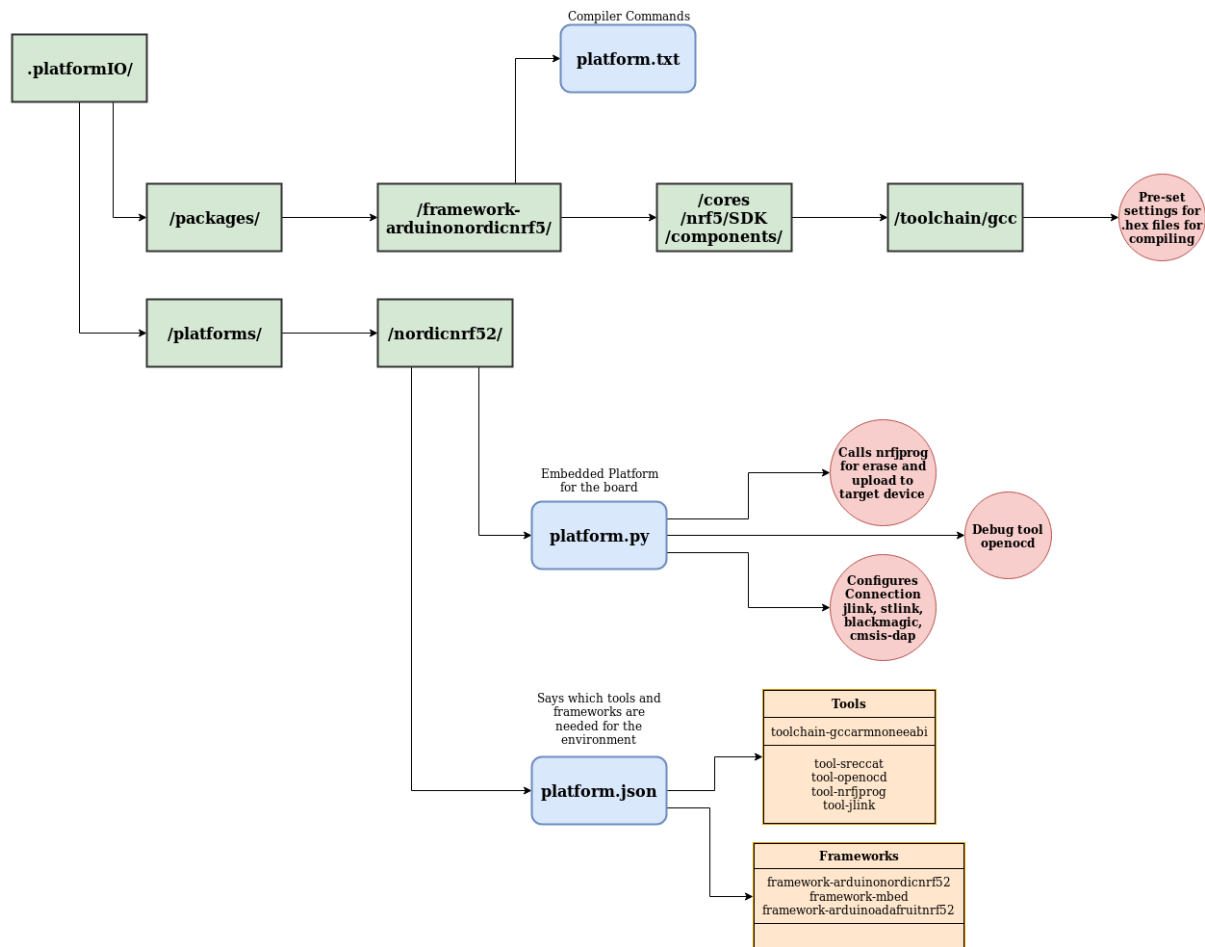 Compiler Commands
platform.txt
.platformIO/
/packages/
/framework-
arduinonordicnrf5/
/cores
/nrf5/SDK
/components/
/toolchain/gcc
Pre-set
settings for
.hex files for
compiling
/platforms/
/nordicnrf52/
Embedded Platform
for the board
platform.py
Calls nrfjprog
for erase and
upload to
target device
Debug tool
openocd
Configures
Connection
jlink, stlink,
blackmagic,
cmsis-dap
Says which tools and
frameworks are
needed for the
environment
platform.json
Tools
toolchain-gccarmnoneeabi
tool-sreccat
tool-openocd
tool-nrfjprog
tool-jlink
Frameworks
framework-arduinonordicnrf52
framework-mbed
framework-arduinoadafruitnrf52